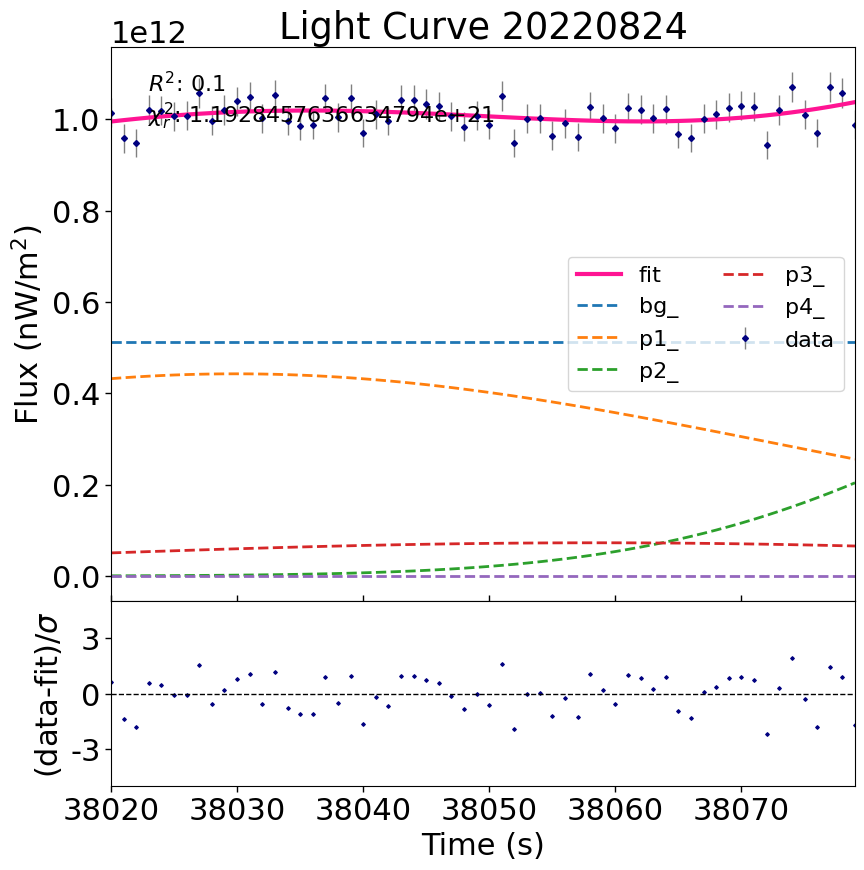 Light Curve 20220824
1e12
R²: 0.1
χ²ᵣ: 1.1928457636634794e+21
1.0
0.8
0.6
0.4
0.2
0.0
Flux (nW/m²)
fit
bg_
p1_
p2_
p3_
p4_
data
3
0
-3
(data-fit)/σ
38020
38030
38040
38050
38060
38070
Time (s)